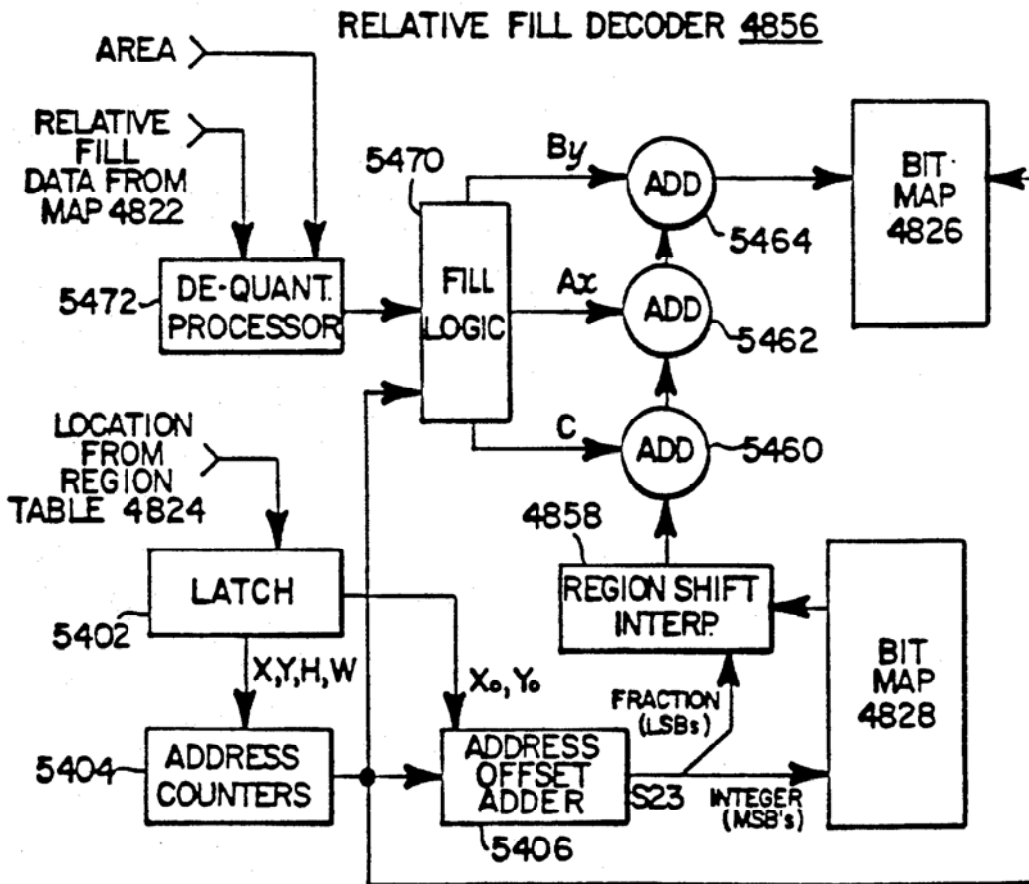 RELATIVE FILL DECODER 4856
AREA
RELATIVE
FILL
DATA FROM
MAP 4822
5470
By
ADD
5464
BIT
MAP
4826
5472
DE-QUANT.
PROCESSOR
FILL
LOGIC
Ax
ADD
5462
LOCATION
FROM
REGION
TABLE 4824
C
ADD
5460
4858
LATCH
5402
REGION SHIFT
INTERP.
BIT
MAP
4828
X,Y,H,W
Xo, Yo
FRACTION
(LSBs)
5404
ADDRESS
COUNTERS
ADDRESS
OFFSET
ADDER
S23
INTEGER
(MSB's)
5406